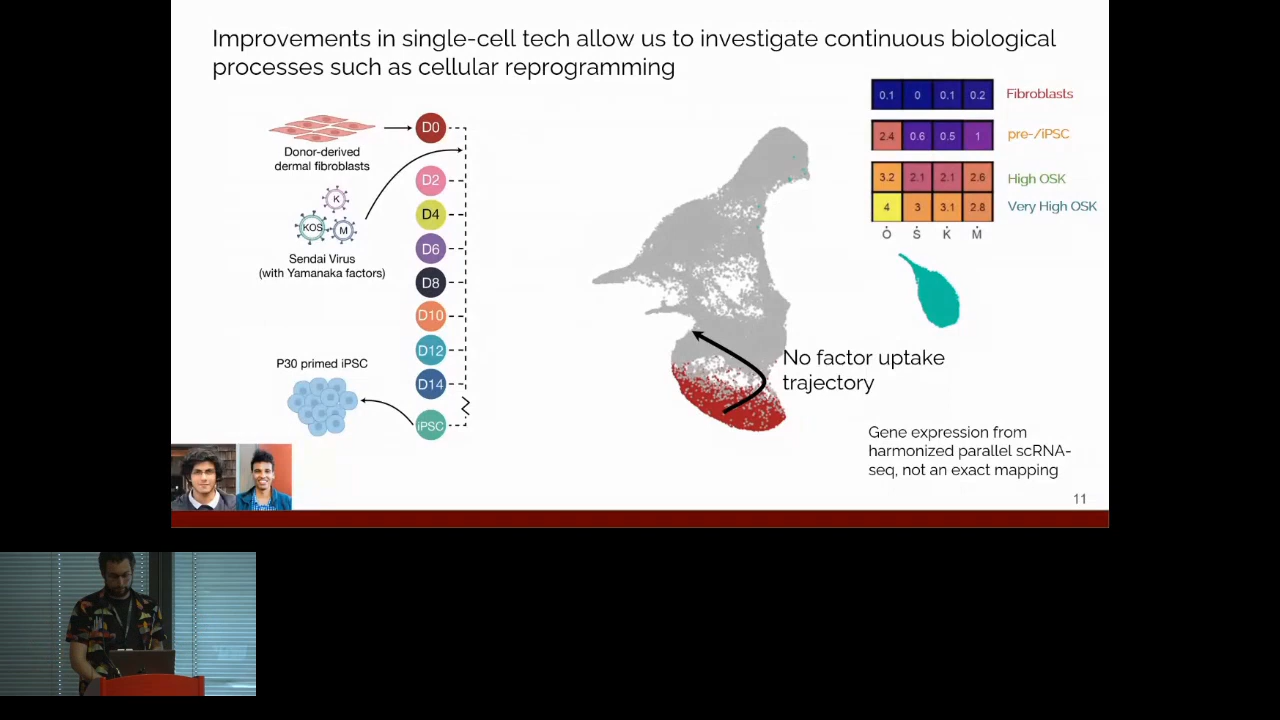 Improvements in single-cell tech allow us to investigate continuous biological
processes such as cellular reprogramming
Donor-derived
dermal fibroblasts
K
KOS
M
Sendai Virus
(with Yamanaka factors)
P30 primed iPSC
D0
D2
D4
D6
D8
D10
D12
D14
iPSC
No factor uptake
trajectory
0.1 0 0.1 0.2 Fibroblasts
2.4 0.6 0.5 1 pre-/iPSC
3.2 2.1 2.1 2.6 High OSK
4 3 3.1 2.8 Very High OSK
O S K M
Gene expression from
harmonized parallel scRNA-
seq, not an exact mapping
11